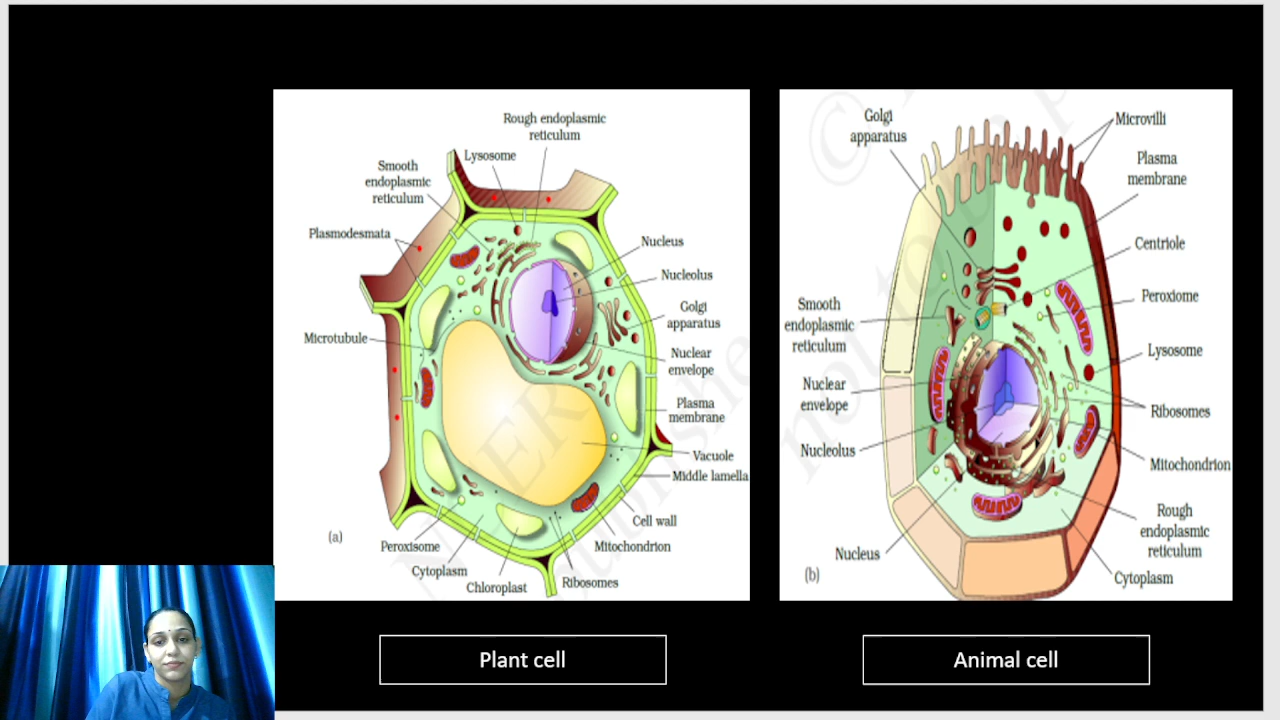 Rough endoplasmic
reticulum
Lysosome
Smooth
endoplasmic
reticulum
Plasmodesmata
Nucleus
Nucleolus
Golgi
apparatus
Microtubule
Nuclear
envelope
Plasma
membrane
Vacuole
Middle lamella
Cell wall
Mitochondrion
Ribosomes
Chloroplast
Cytoplasm
Peroxisome
(a)
Golgi
apparatus
Microvilli
Plasma
membrane
Centriole
Peroxiome
Lysosome
Ribosomes
Mitochondrion
Rough
endoplasmic
reticulum
Cytoplasm
Smooth
endoplasmic
reticulum
Nuclear
envelope
Nucleolus
Nucleus
(b)
Plant cell
Animal cell